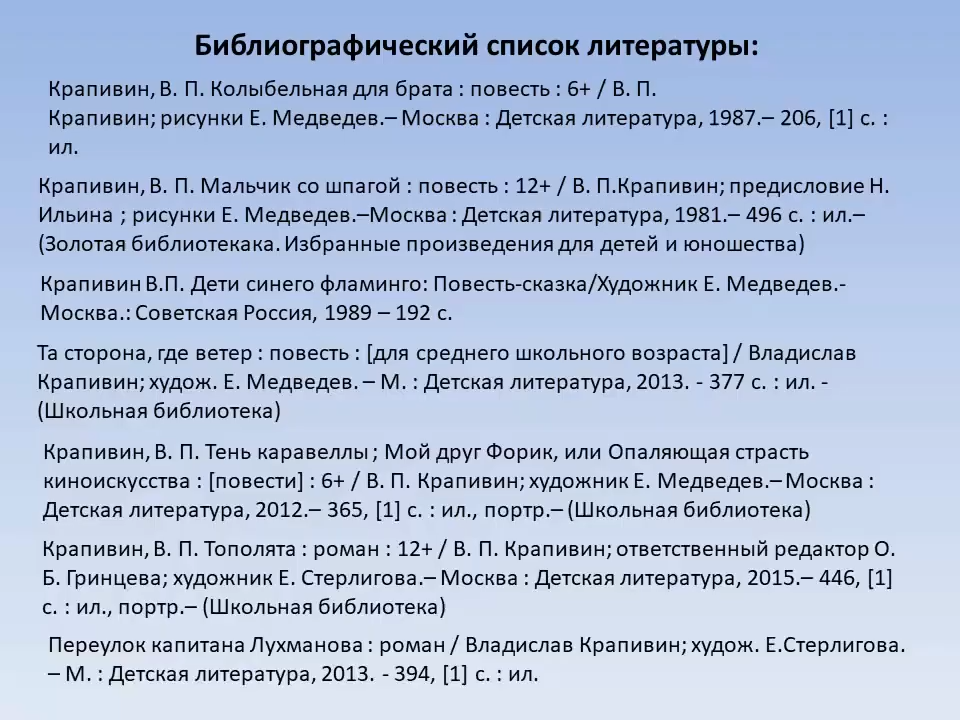 Библиографический список литературы:
Крапивин, В. П. Колыбельная для брата : повесть : 6+ / В. П.
Крапивин; рисунки Е. Медведев.– Москва : Детская литература, 1987.– 206, [1] с. :
ил.
Крапивин, В. П. Мальчик со шпагой : повесть : 12+ / В. П.Крапивин; предисловие Н.
Ильина ; рисунки Е. Медведев.–Москва : Детская литература, 1981.– 496 с. : ил.–
(Золотая библиотекака. Избранные произведения для детей и юношества)
Крапивин В.П. Дети синего фламинго: Повесть-сказка/Художник Е. Медведев.-
Москва.: Советская Россия, 1989 – 192 с.
Та сторона, где ветер : повесть : [для среднего школьного возраста] / Владислав
Крапивин; худож. Е. Медведев. – М. : Детская литература, 2013. - 377 с. : ил. -
(Школьная библиотека)
Крапивин, В. П. Тень каравеллы ; Мой друг Форик, или Опаляющая страсть
киноискусства : [повести] : 6+ / В. П. Крапивин; художник Е. Медведев.– Москва :
Детская литература, 2012.– 365, [1] с. : ил., портр.– (Школьная библиотека)
Крапивин, В. П. Тополята : роман : 12+ / В. П. Крапивин; ответственный редактор О.
Б. Гринцева; художник Е. Стерлигова.– Москва : Детская литература, 2015.– 446, [1]
с. : ил., портр.– (Школьная библиотека)
Переулок капитана Лухманова : роман / Владислав Крапивин; худож. Е.Стерлигова.
– М. : Детская литература, 2013. - 394, [1] с. : ил.